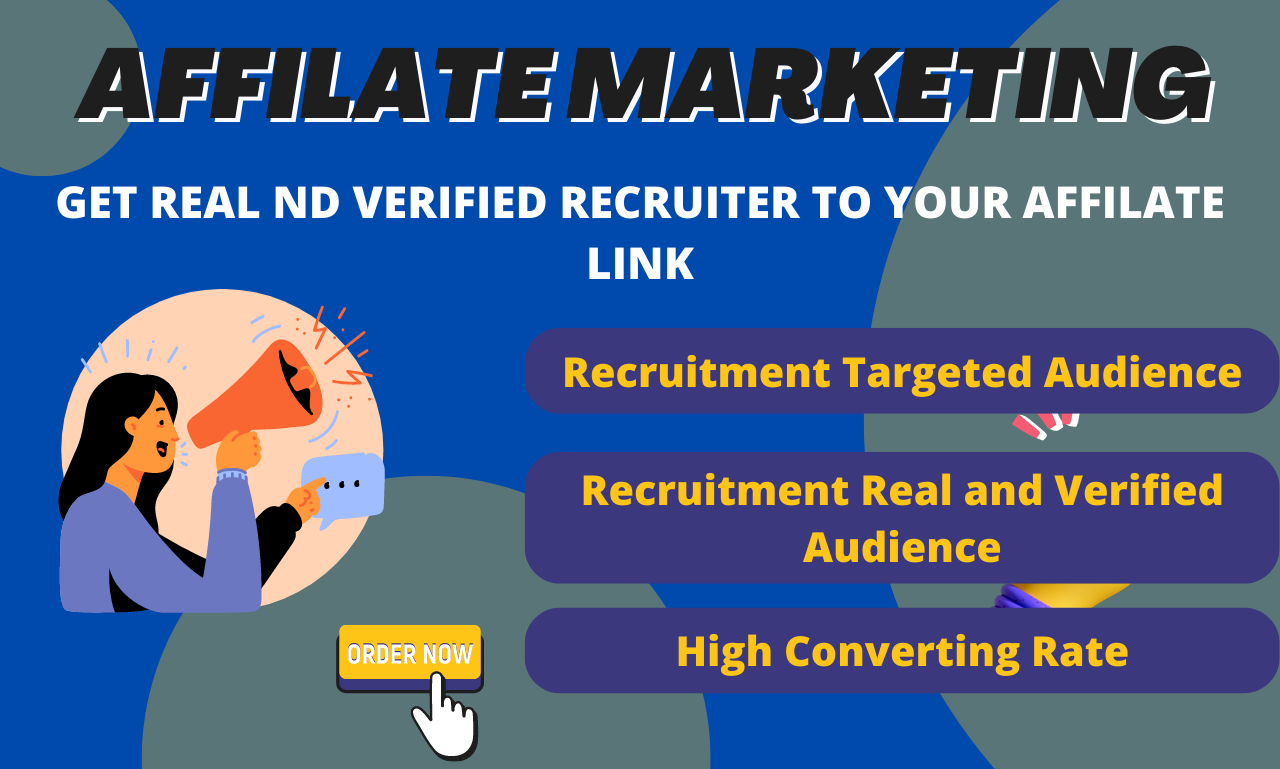 AFFILATE MARKETING
GET REAL ND VERIFIED RECRUITER TO YOUR AFFILATE
LINK
Recruitment Targeted Audience
Recruitment Real and Verified
Audience
High Converting Rate
ORDER NOW